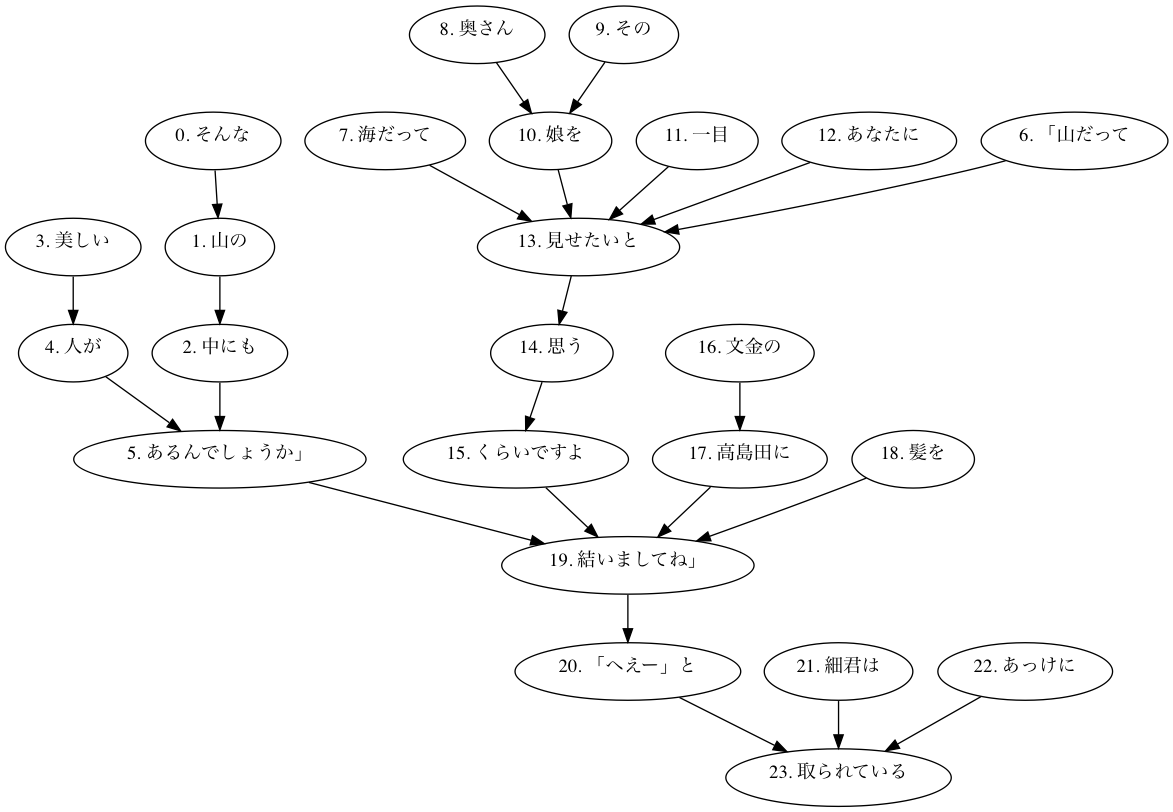 8. 奥さん
9. その
0. そんな
7. 海だって
10. 娘を
11. 一目
12. あなたに
6. 「山だって
3. 美しい
1. 山の
13. 見せたいと
4. 人が
2. 中にも
14. 思う
16. 文金の
5. あるんでしょうか」
15. くらいですよ
17. 高島田に
18. 髪を
19. 結いましてね」
20. 「へえー」と
21. 細君は
22. あっけに
23. 取られている